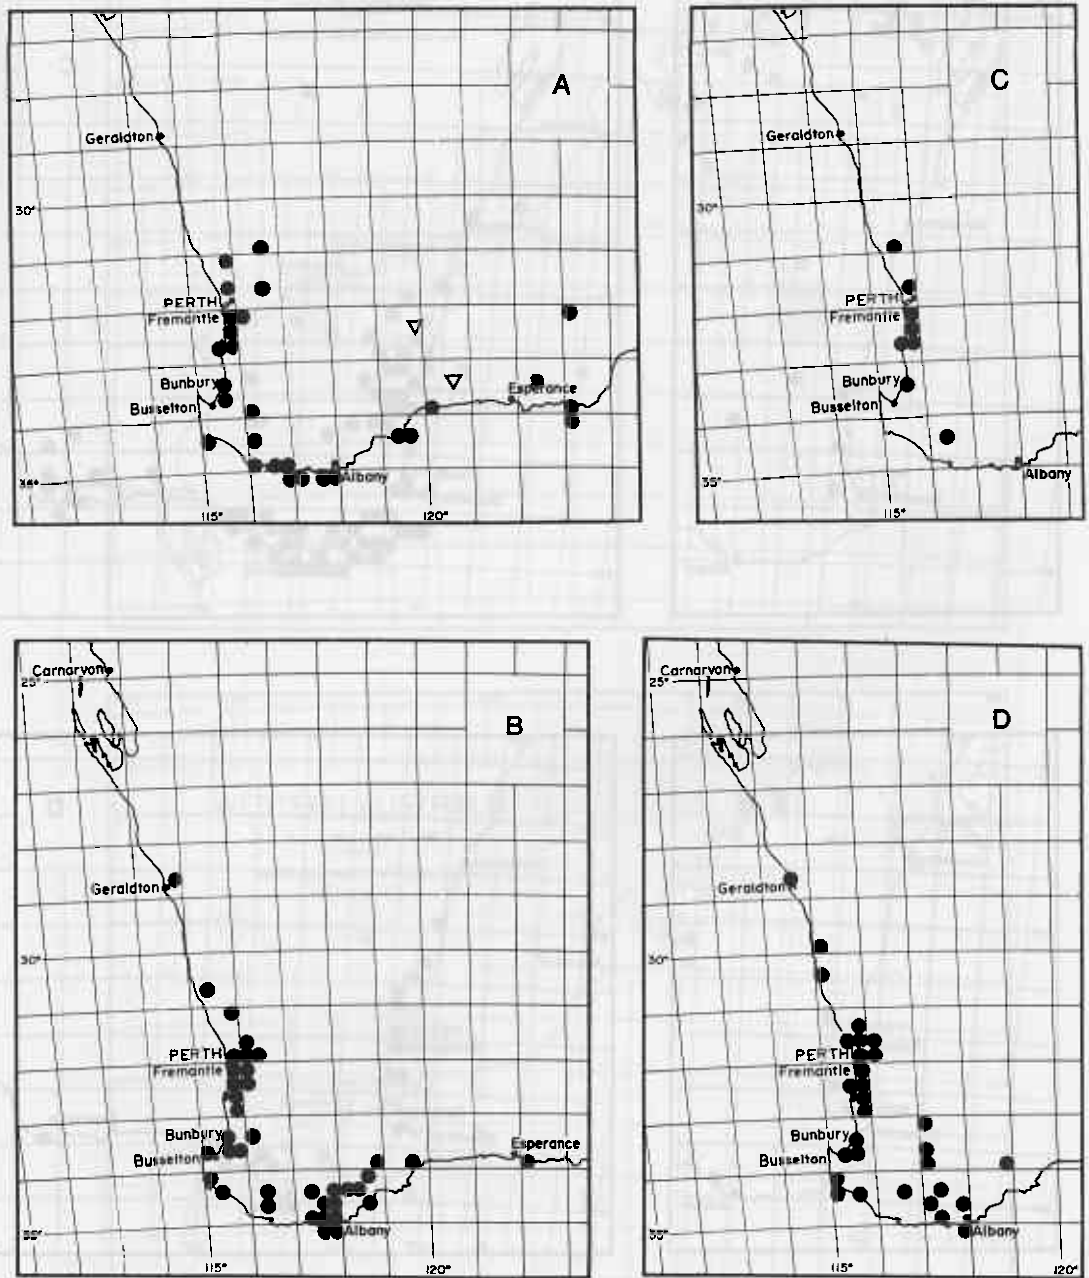 A
Geraldton
30°
PERTH
Fremantle
Bunbury
Busselton
Esperance
Albany
115°
120°
C
Geraldton
30°
PERTH
Fremantle
Bunbury
Busselton
35°
Albany
115°
Carnarvon
25°
B
Geraldton
30°
PERTH
Fremantle
Bunbury
Busselton
Esperance
35°
Albany
115°
120°
Carnarvon
25°
D
Geraldton
30°
PERTH
Fremantle
Bunbury
Busselton
35°
Albany
115°
120°